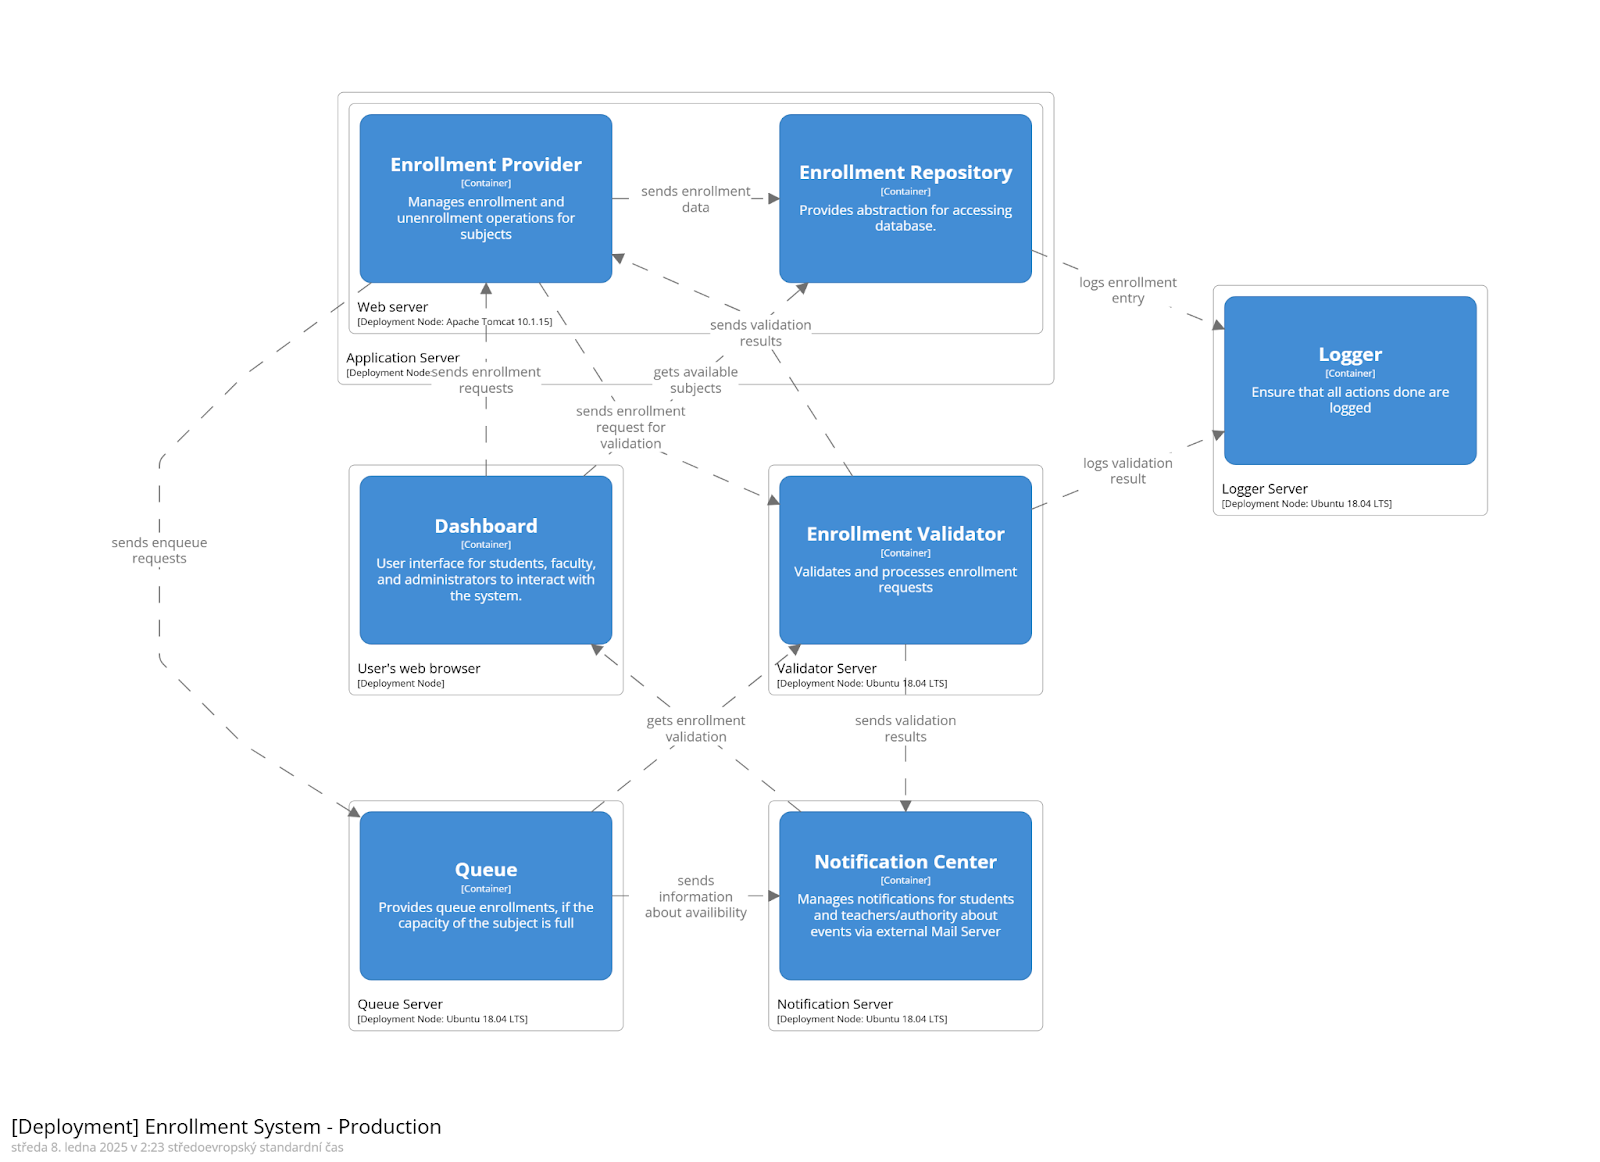 Enrollment Provider
[Container]
Manages enrollment and
unenrollment operations for
subjects
sends enrollment
data
Enrollment Repository
[Container]
Provides abstraction for accessing
database.
Web server
[Deployment Node: Apache Tomcat 10.1.15]
Application Server
[Deployment Node:
logs enrollment
entry
Logger
[Container]
Ensure that all actions done are
logged
Logger Server
[Deployment Node: Ubuntu 18.04 LTS]
sends validation
results
sends enrollment
requests
gets available
subjects
sends enrollment
request for
validation
logs validation
result
sends enqueue
requests
Dashboard
[Container]
User interface for students, faculty,
and administrators to interact with
the system.
User's web browser
[Deployment Node]
Enrollment Validator
[Container]
Validates and processes enrollment
requests
Validator Server
[Deployment Node: Ubuntu 18.04 LTS]
gets enrollment
validation
sends validation
results
Queue
[Container]
Provides queue enrollments, if the
capacity of the subject is full
Queue Server
[Deployment Node: Ubuntu 18.04 LTS]
sends
information
about availibility
Notification Center
[Container]
Manages notifications for students
and teachers/authority about
events via external Mail Server
Notification Server
[Deployment Node: Ubuntu 18.04 LTS]
[Deployment] Enrollment System - Production
středa 8. ledna 2025 v 2:23 středoevropský standardní čas